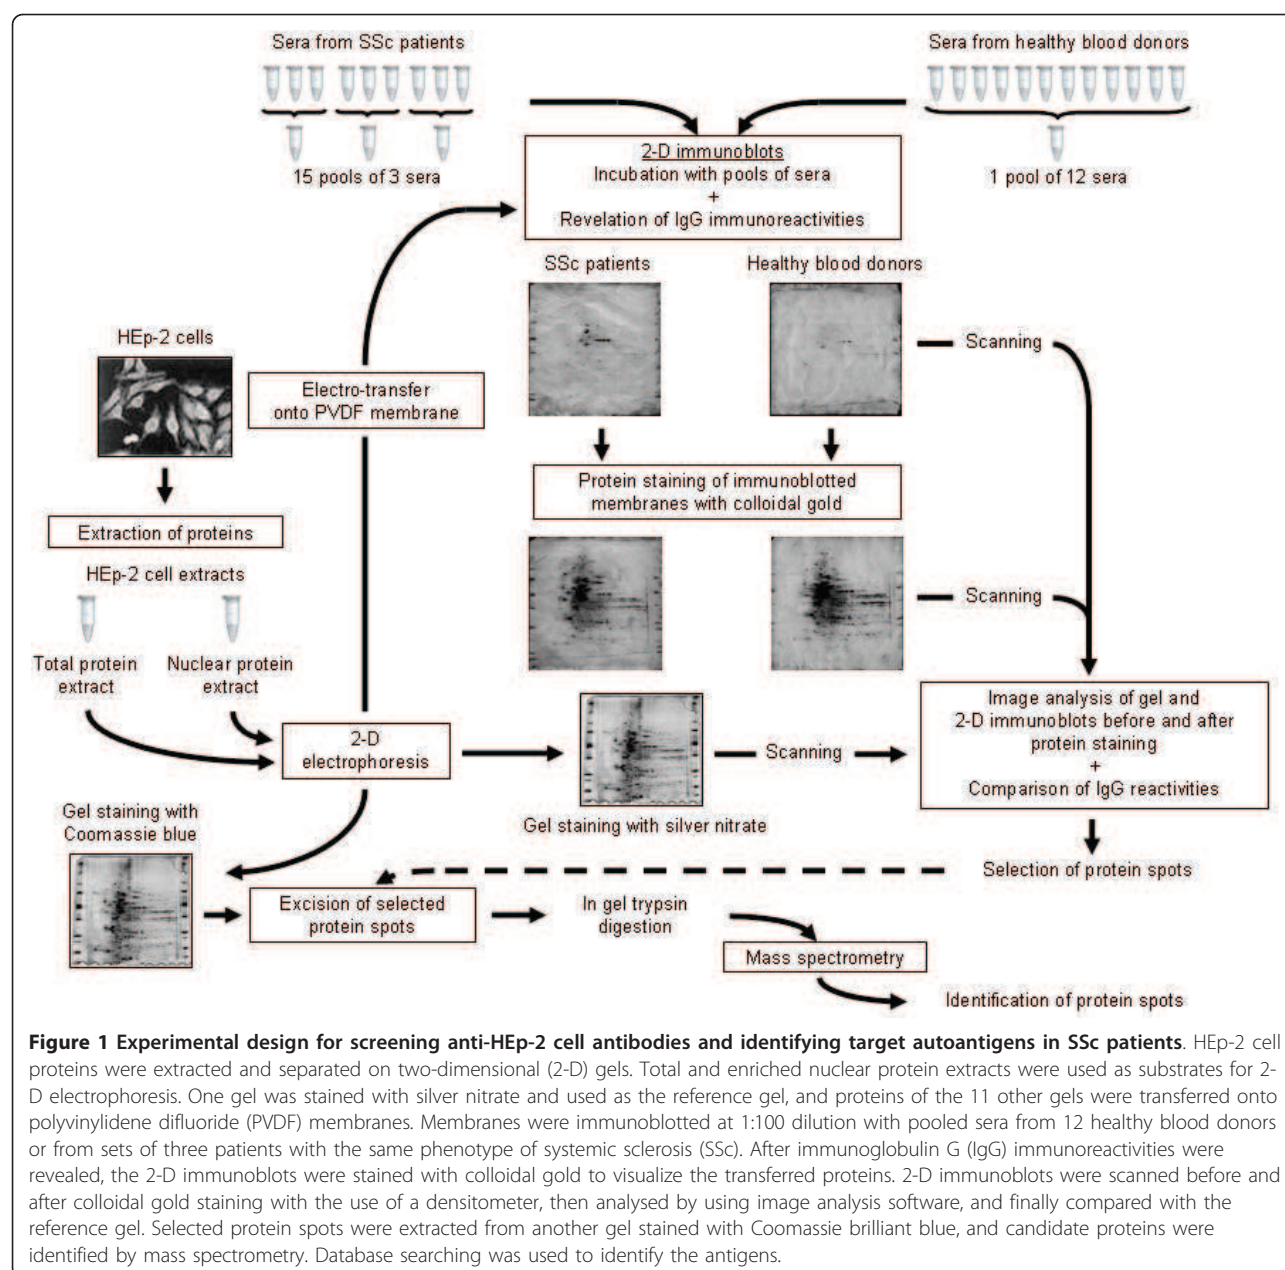 Sera from SSc patients
Sera from healthy blood donors
15 pools of 3 sera
1 pool of 12 sera
2-D immunoblots
Incubation with pools of sera
+
Revelation of IgG immunoreactivities
SSc patients
Healthy blood donors
Scanning
HEp-2 cells
Electro-transfer
onto PVDF membrane
Protein staining of immunoblotted
membranes with colloidal gold
Extraction of proteins
HEp-2 cell extracts
Scanning
Total protein
extract
Nuclear protein
extract
2-D
electrophoresis
Scanning
Image analysis of gel and
2-D immunoblots before and after
protein staining
+
Comparison of IgG reactivities
Gel staining with
Coomassie blue
Gel staining with silver nitrate
Selection of protein spots
Excision of selected
protein spots
In gel trypsin
digestion
Mass spectrometry
Identification of protein spots
Figure 1 Experimental design for screening anti-HEp-2 cell antibodies and identifying target autoantigens in SSc patients. HEp-2 cell
proteins were extracted and separated on two-dimensional (2-D) gels. Total and enriched nuclear protein extracts were used as substrates for 2-
D electrophoresis. One gel was stained with silver nitrate and used as the reference gel, and proteins of the 11 other gels were transferred onto
polyvinylidene difluoride (PVDF) membranes. Membranes were immunoblotted at 1:100 dilution with pooled sera from 12 healthy blood donors
or from sets of three patients with the same phenotype of systemic sclerosis (SSc). After immunoglobulin G (IgG) immunoreactivities were
revealed, the 2-D immunoblots were stained with colloidal gold to visualize the transferred proteins. 2-D immunoblots were scanned before and
after colloidal gold staining with the use of a densitometer, then analysed by using image analysis software, and finally compared with the
reference gel. Selected protein spots were extracted from another gel stained with Coomassie brilliant blue, and candidate proteins were
identified by mass spectrometry. Database searching was used to identify the antigens.